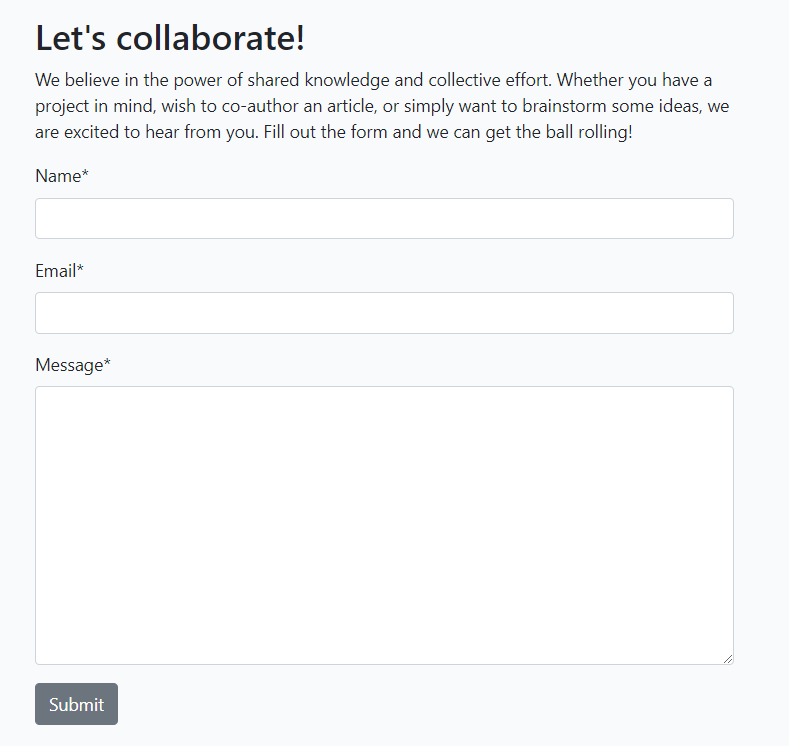 Let's collaborate!
We believe in the power of shared knowledge and collective effort. Whether you have a
project in mind, wish to co-author an article, or simply want to brainstorm some ideas, we
are excited to hear from you. Fill out the form and we can get the ball rolling!
Name*
Email*
Message*
Submit